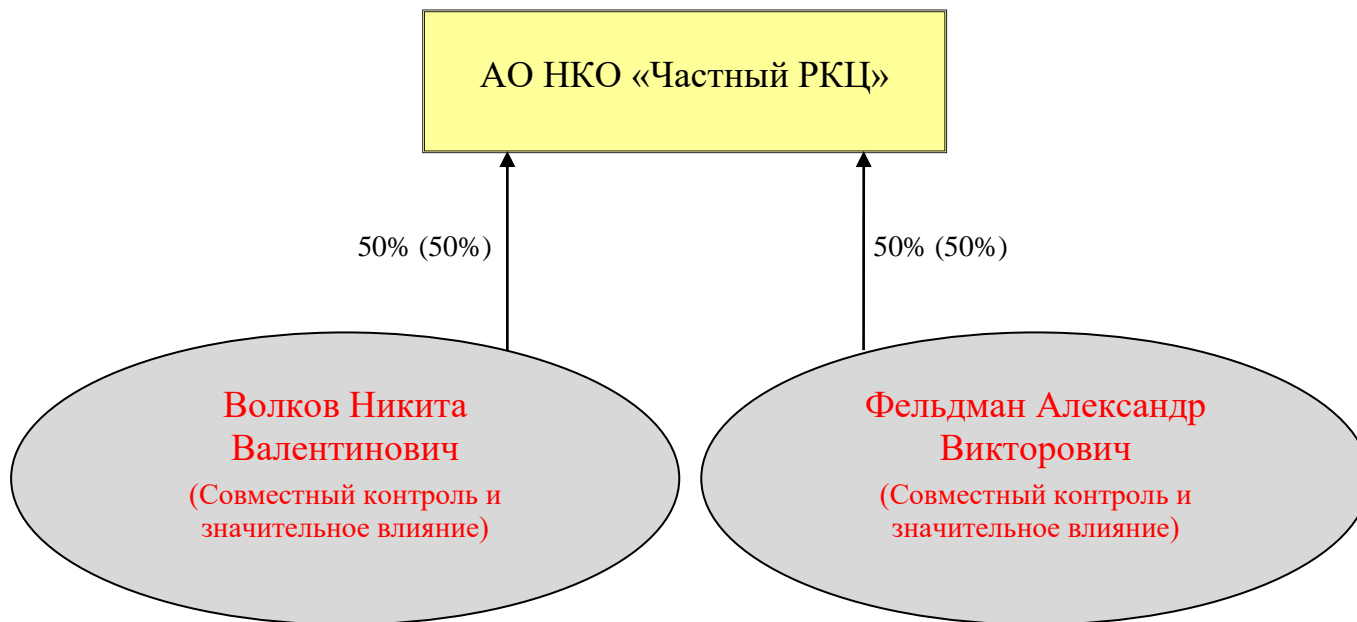 АО НКО «Частный РКЦ»
50% (50%)
50% (50%)
Волков Никита
Валентинович
(Совместный контроль и
значительное влияние)
Фельдман Александр
Викторович
(Совместный контроль и
значительное влияние)